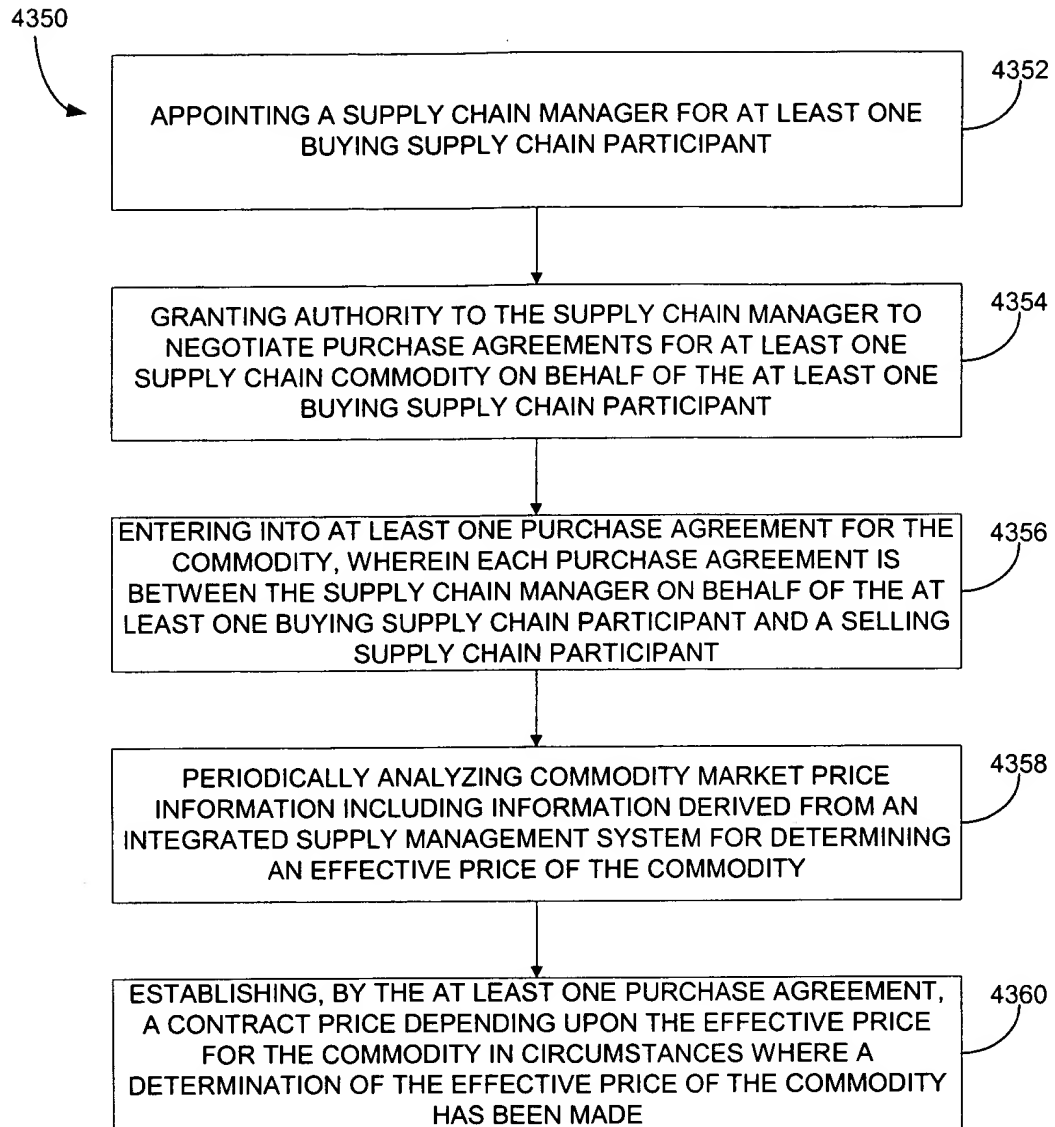 4350
4352
APPOINTING A SUPPLY CHAIN MANAGER FOR AT LEAST ONE
BUYING SUPPLY CHAIN PARTICIPANT
4354
GRANTING AUTHORITY TO THE SUPPLY CHAIN MANAGER TO
NEGOTIATE PURCHASE AGREEMENTS FOR AT LEAST ONE
SUPPLY CHAIN COMMODITY ON BEHALF OF THE AT LEAST ONE
BUYING SUPPLY CHAIN PARTICIPANT
4356
ENTERING INTO AT LEAST ONE PURCHASE AGREEMENT FOR THE
COMMODITY, WHEREIN EACH PURCHASE AGREEMENT IS
BETWEEN THE SUPPLY CHAIN MANAGER ON BEHALF OF THE AT
LEAST ONE BUYING SUPPLY CHAIN PARTICIPANT AND A SELLING
SUPPLY CHAIN PARTICIPANT
4358
PERIODICALLY ANALYZING COMMODITY MARKET PRICE
INFORMATION INCLUDING INFORMATION DERIVED FROM AN
INTEGRATED SUPPLY MANAGEMENT SYSTEM FOR DETERMINING
AN EFFECTIVE PRICE OF THE COMMODITY
4360
ESTABLISHING, BY THE AT LEAST ONE PURCHASE AGREEMENT,
A CONTRACT PRICE DEPENDING UPON THE EFFECTIVE PRICE
FOR THE COMMODITY IN CIRCUMSTANCES WHERE A
DETERMINATION OF THE EFFECTIVE PRICE OF THE COMMODITY
HAS BEEN MADE